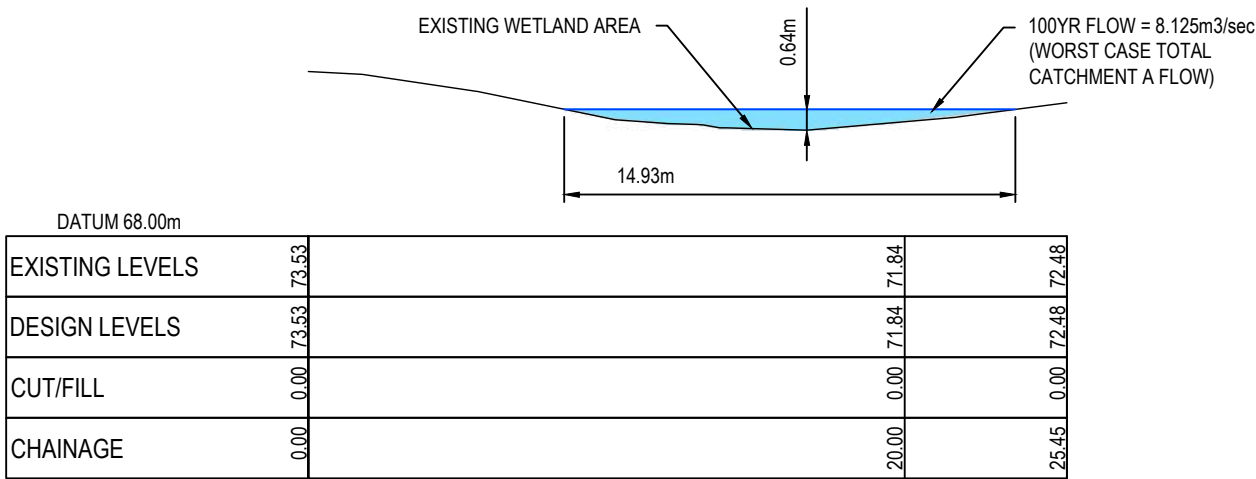 EXISTING WETLAND AREA
0.64m
100YR FLOW = 8.125m3/sec
(WORST CASE TOTAL
CATCHMENT A FLOW)
14.93m
DATUM 68.00m
EXISTING LEVELS 73.53 71.84 72.48
DESIGN LEVELS 73.53 71.84 72.48
CUT/FILL 0.00 0.00 0.00
CHAINAGE 0.00 20.00 25.45